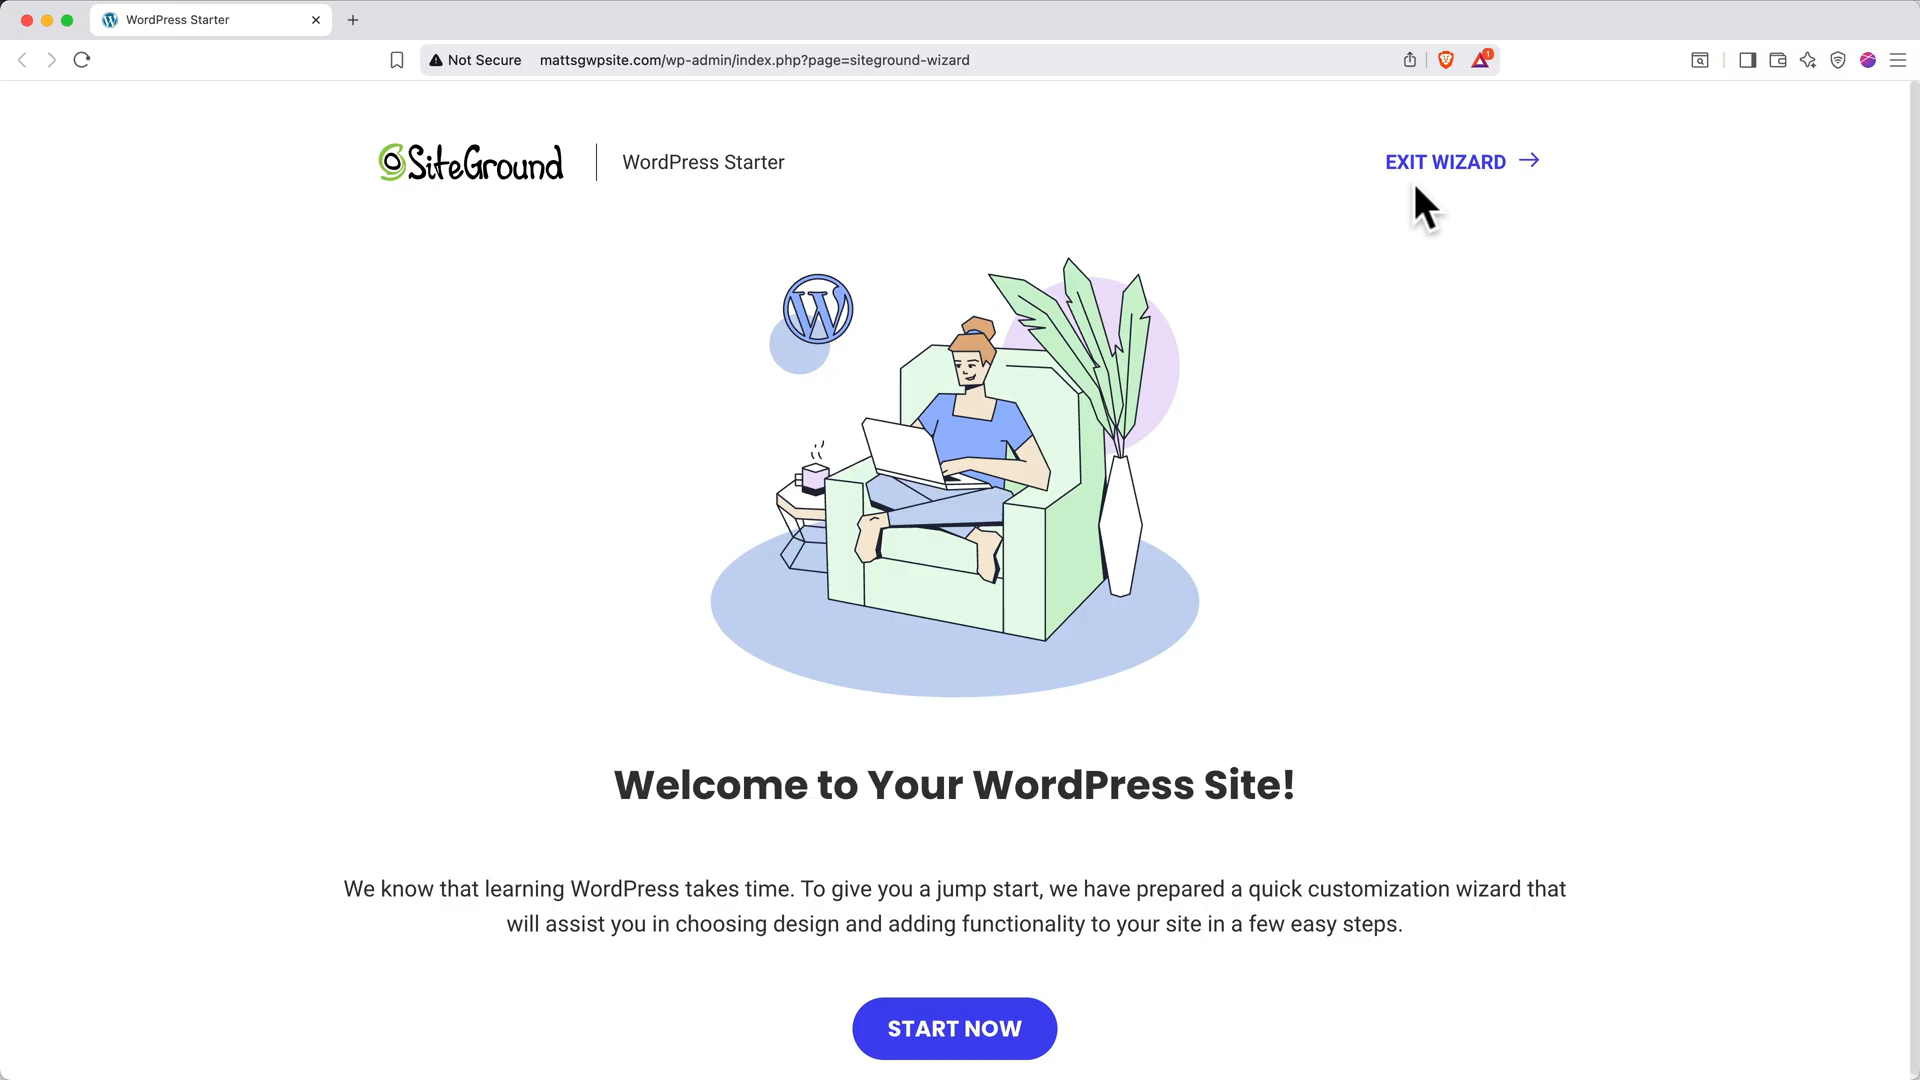 WordPress Starter
Not Secure mattsgwpsite.com/wp-admin/index.php?page=siteground-wizard
1
SiteGround
WordPress Starter
EXIT WIZARD
Welcome to Your WordPress Site!
We know that learning WordPress takes time. To give you a jump start, we have prepared a quick customization wizard that
will assist you in choosing design and adding functionality to your site in a few easy steps.
START NOW